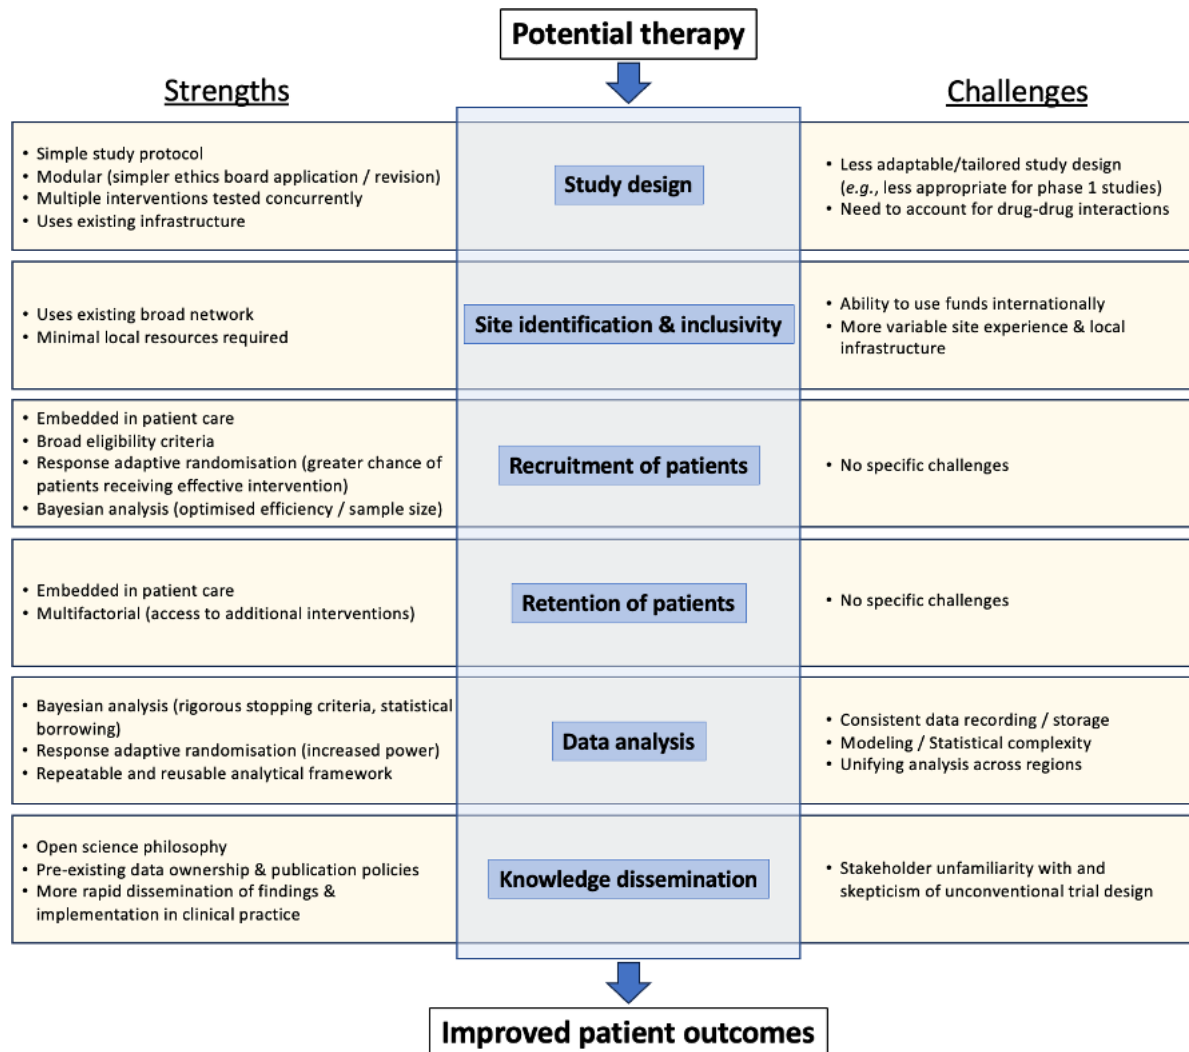 Potential therapy
Strengths
Challenges
• Simple study protocol
• Modular (simpler ethics board application / revision)
• Multiple interventions tested concurrently
• Uses existing infrastructure
Study design
• Less adaptable/tailored study design
(e.g., less appropriate for phase 1 studies)
• Need to account for drug-drug interactions
• Uses existing broad network
• Minimal local resources required
Site identification & inclusivity
• Ability to use funds internationally
• More variable site experience & local
infrastructure
• Embedded in patient care
• Broad eligibility criteria
• Response adaptive randomisation (greater chance of
patients receiving effective intervention)
• Bayesian analysis (optimised efficiency / sample size)
Recruitment of patients
• No specific challenges
• Embedded in patient care
• Multifactorial (access to additional interventions)
Retention of patients
• No specific challenges
• Bayesian analysis (rigorous stopping criteria, statistical
borrowing)
• Response adaptive randomisation (increased power)
• Repeatable and reusable analytical framework
Data analysis
• Consistent data recording / storage
• Modeling / Statistical complexity
• Unifying analysis across regions
• Open science philosophy
• Pre-existing data ownership & publication policies
• More rapid dissemination of findings &
implementation in clinical practice
Knowledge dissemination
• Stakeholder unfamiliarity with and
skepticism of unconventional trial design
Improved patient outcomes